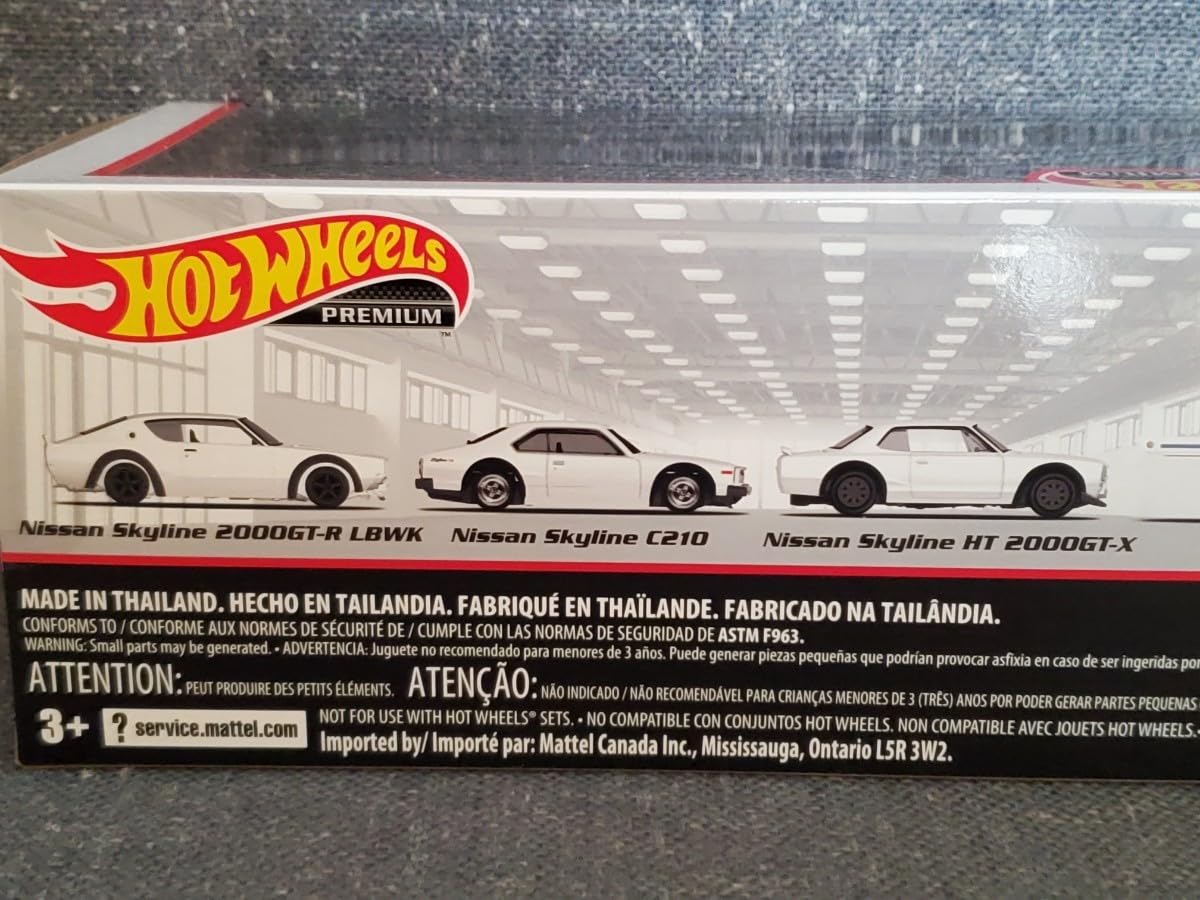 HOT WHEELS
PREMIUM™
Nissan Skyline 2000GT-R LBWK
Nissan Skyline C210
Nissan Skyline HT 2000GT-X
MADE IN THAILAND. HECHO EN TAILANDIA. FABRIQUÉ EN THAÏLANDE. FABRICADO NA TAILÂNDIA.
CONFORMS TO / CONFORME AUX NORMES DE SÉCURITÉ DE / CUMPLE CON LAS NORMAS DE SEGURIDAD DE ASTM F963.
WARNING: Small parts may be generated. • ADVERTENCIA: Juguete no recomendado para menores de 3 años. Puede generar piezas pequeñas que podrían provocar asfixia en caso de ser ingeridas
ATTENTION: PEUT PRODUIRE DES PETITS ÉLÉMENTS. ATENÇÃO: NÃO INDICADO / NÃO RECOMENDÁVEL PARA CRIANÇAS MENORES DE 3 (TRÊS) ANOS POR PODER GERAR PARTES PEQUENAS
3+ ? service.mattel.com
NOT FOR USE WITH HOT WHEELS® SETS. • NO COMPATIBLE CON CONJUNTOS HOT WHEELS. NON COMPATIBLE AVEC JOUETS HOT WHEELS.
Imported by/ Importé par: Mattel Canada Inc., Mississauga, Ontario L5R 3W2.